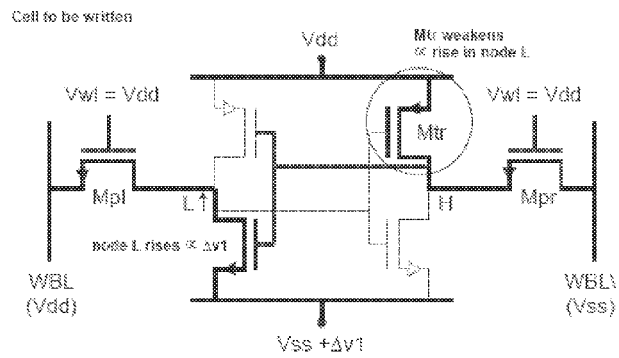 Cell to be written
Mtr weakens
∝ rise in node L
Vdd
Vwl = Vdd
Vwl = Vdd
Mtr
Mpl
L↑
H
Mpr
node L rises ∝ Δv1
WBL
(Vdd)
WBL\
(Vss)
Vss +Δv1